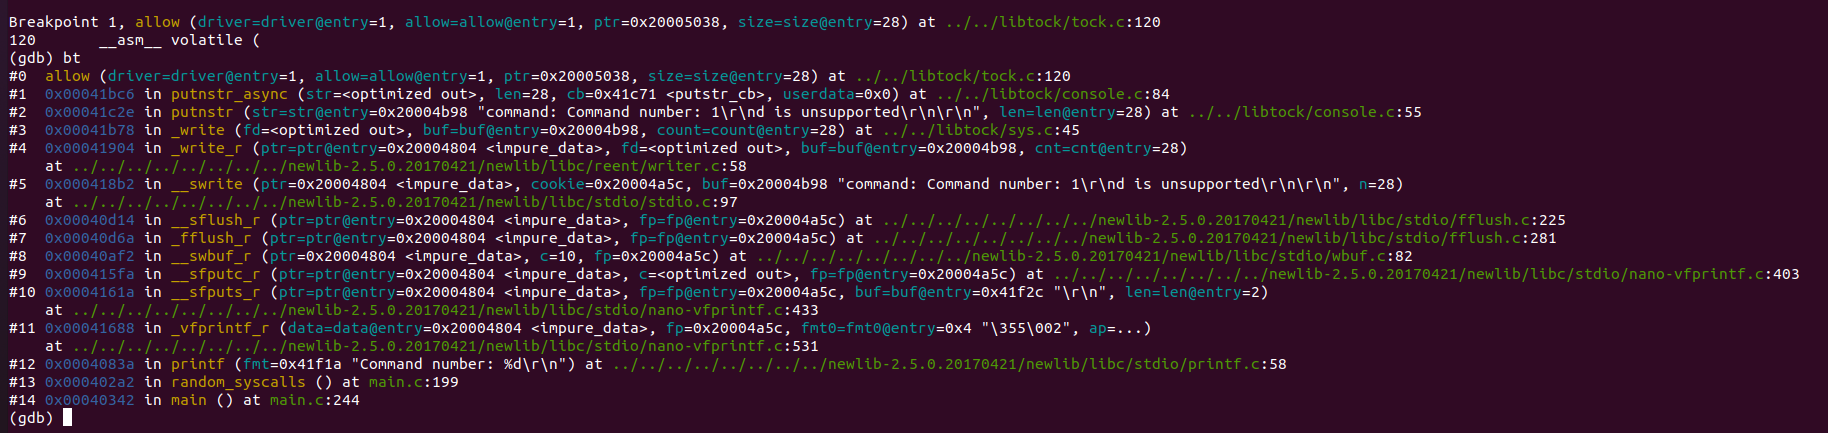 Breakpoint 1, allow (driver=driver@entry=1, allow=allow@entry=1, ptr=0x20005038, size=size@entry=28) at ../../libtock/tock.c:120
120       __asm__ volatile (
(gdb) bt
#0  allow (driver=driver@entry=1, allow=allow@entry=1, ptr=0x20005038, size=size@entry=28) at ../../libtock/tock.c:120
#1  0x00041bc6 in putnstr_async (str=<optimized out>, len=28, cb=0x41c71 <putstr_cb>, userdata=0x0) at ../../libtock/console.c:84
#2  0x00041c2e in putnstr (str=str@entry=0x20004b98 "command: Command number: 1\r\nd is unsupported\r\n\r\n", len=len@entry=28) at ../../libtock/console.c:55
#3  0x00041b78 in _write (fd=<optimized out>, buf=buf@entry=0x20004b98, count=count@entry=28) at ../../libtock/sys.c:45
#4  0x00041904 in _write_r (ptr=ptr@entry=0x20004804 <impure_data>, fd=<optimized out>, buf=buf@entry=0x20004b98, cnt=cnt@entry=28)
    at ../../../../../../../newlib-2.5.0.20170421/newlib/libc/reent/writer.c:58
#5  0x000418b2 in __swrite (ptr=0x20004804 <impure_data>, cookie=0x20004a5c, buf=0x20004b98 "command: Command number: 1\r\nd is unsupported\r\n\r\n", n=28)
    at ../../../../../../../newlib-2.5.0.20170421/newlib/libc/stdio/stdio.c:97
#6  0x00040d14 in __sflush_r (ptr=ptr@entry=0x20004804 <impure_data>, fp=fp@entry=0x20004a5c) at ../../../../../../../newlib-2.5.0.20170421/newlib/libc/stdio/fflush.c:225
#7  0x00040d6a in _fflush_r (ptr=ptr@entry=0x20004804 <impure_data>, fp=fp@entry=0x20004a5c) at ../../../../../../../newlib-2.5.0.20170421/newlib/libc/stdio/fflush.c:281
#8  0x00040af2 in __swbuf_r (ptr=0x20004804 <impure_data>, c=10, fp=0x20004a5c) at ../../../../../../../newlib-2.5.0.20170421/newlib/libc/stdio/wbuf.c:82
#9  0x000415fa in __sfputc_r (ptr=ptr@entry=0x20004804 <impure_data>, c=<optimized out>, fp=fp@entry=0x20004a5c) at ../../../../../../../newlib-2.5.0.20170421/newlib/libc/stdio/nano-vfprintf.c:403
#10 0x0004161a in __sfputs_r (ptr=ptr@entry=0x20004804 <impure_data>, fp=fp@entry=0x20004a5c, buf=buf@entry=0x41f2c "\r\n", len=len@entry=2)
    at ../../../../../../../newlib-2.5.0.20170421/newlib/libc/stdio/nano-vfprintf.c:433
#11 0x00041688 in _vfprintf_r (data=data@entry=0x20004804 <impure_data>, fp=0x20004a5c, fmt0=fmt0@entry=0x4 "\355\002", ap=...)
    at ../../../../../../../newlib-2.5.0.20170421/newlib/libc/stdio/nano-vfprintf.c:531
#12 0x0004083a in printf (fmt=0x41f1a "Command number: %d\r\n") at ../../../../../../../newlib-2.5.0.20170421/newlib/libc/stdio/printf.c:58
#13 0x000402a2 in random_syscalls () at main.c:199
#14 0x00040342 in main () at main.c:244
(gdb)